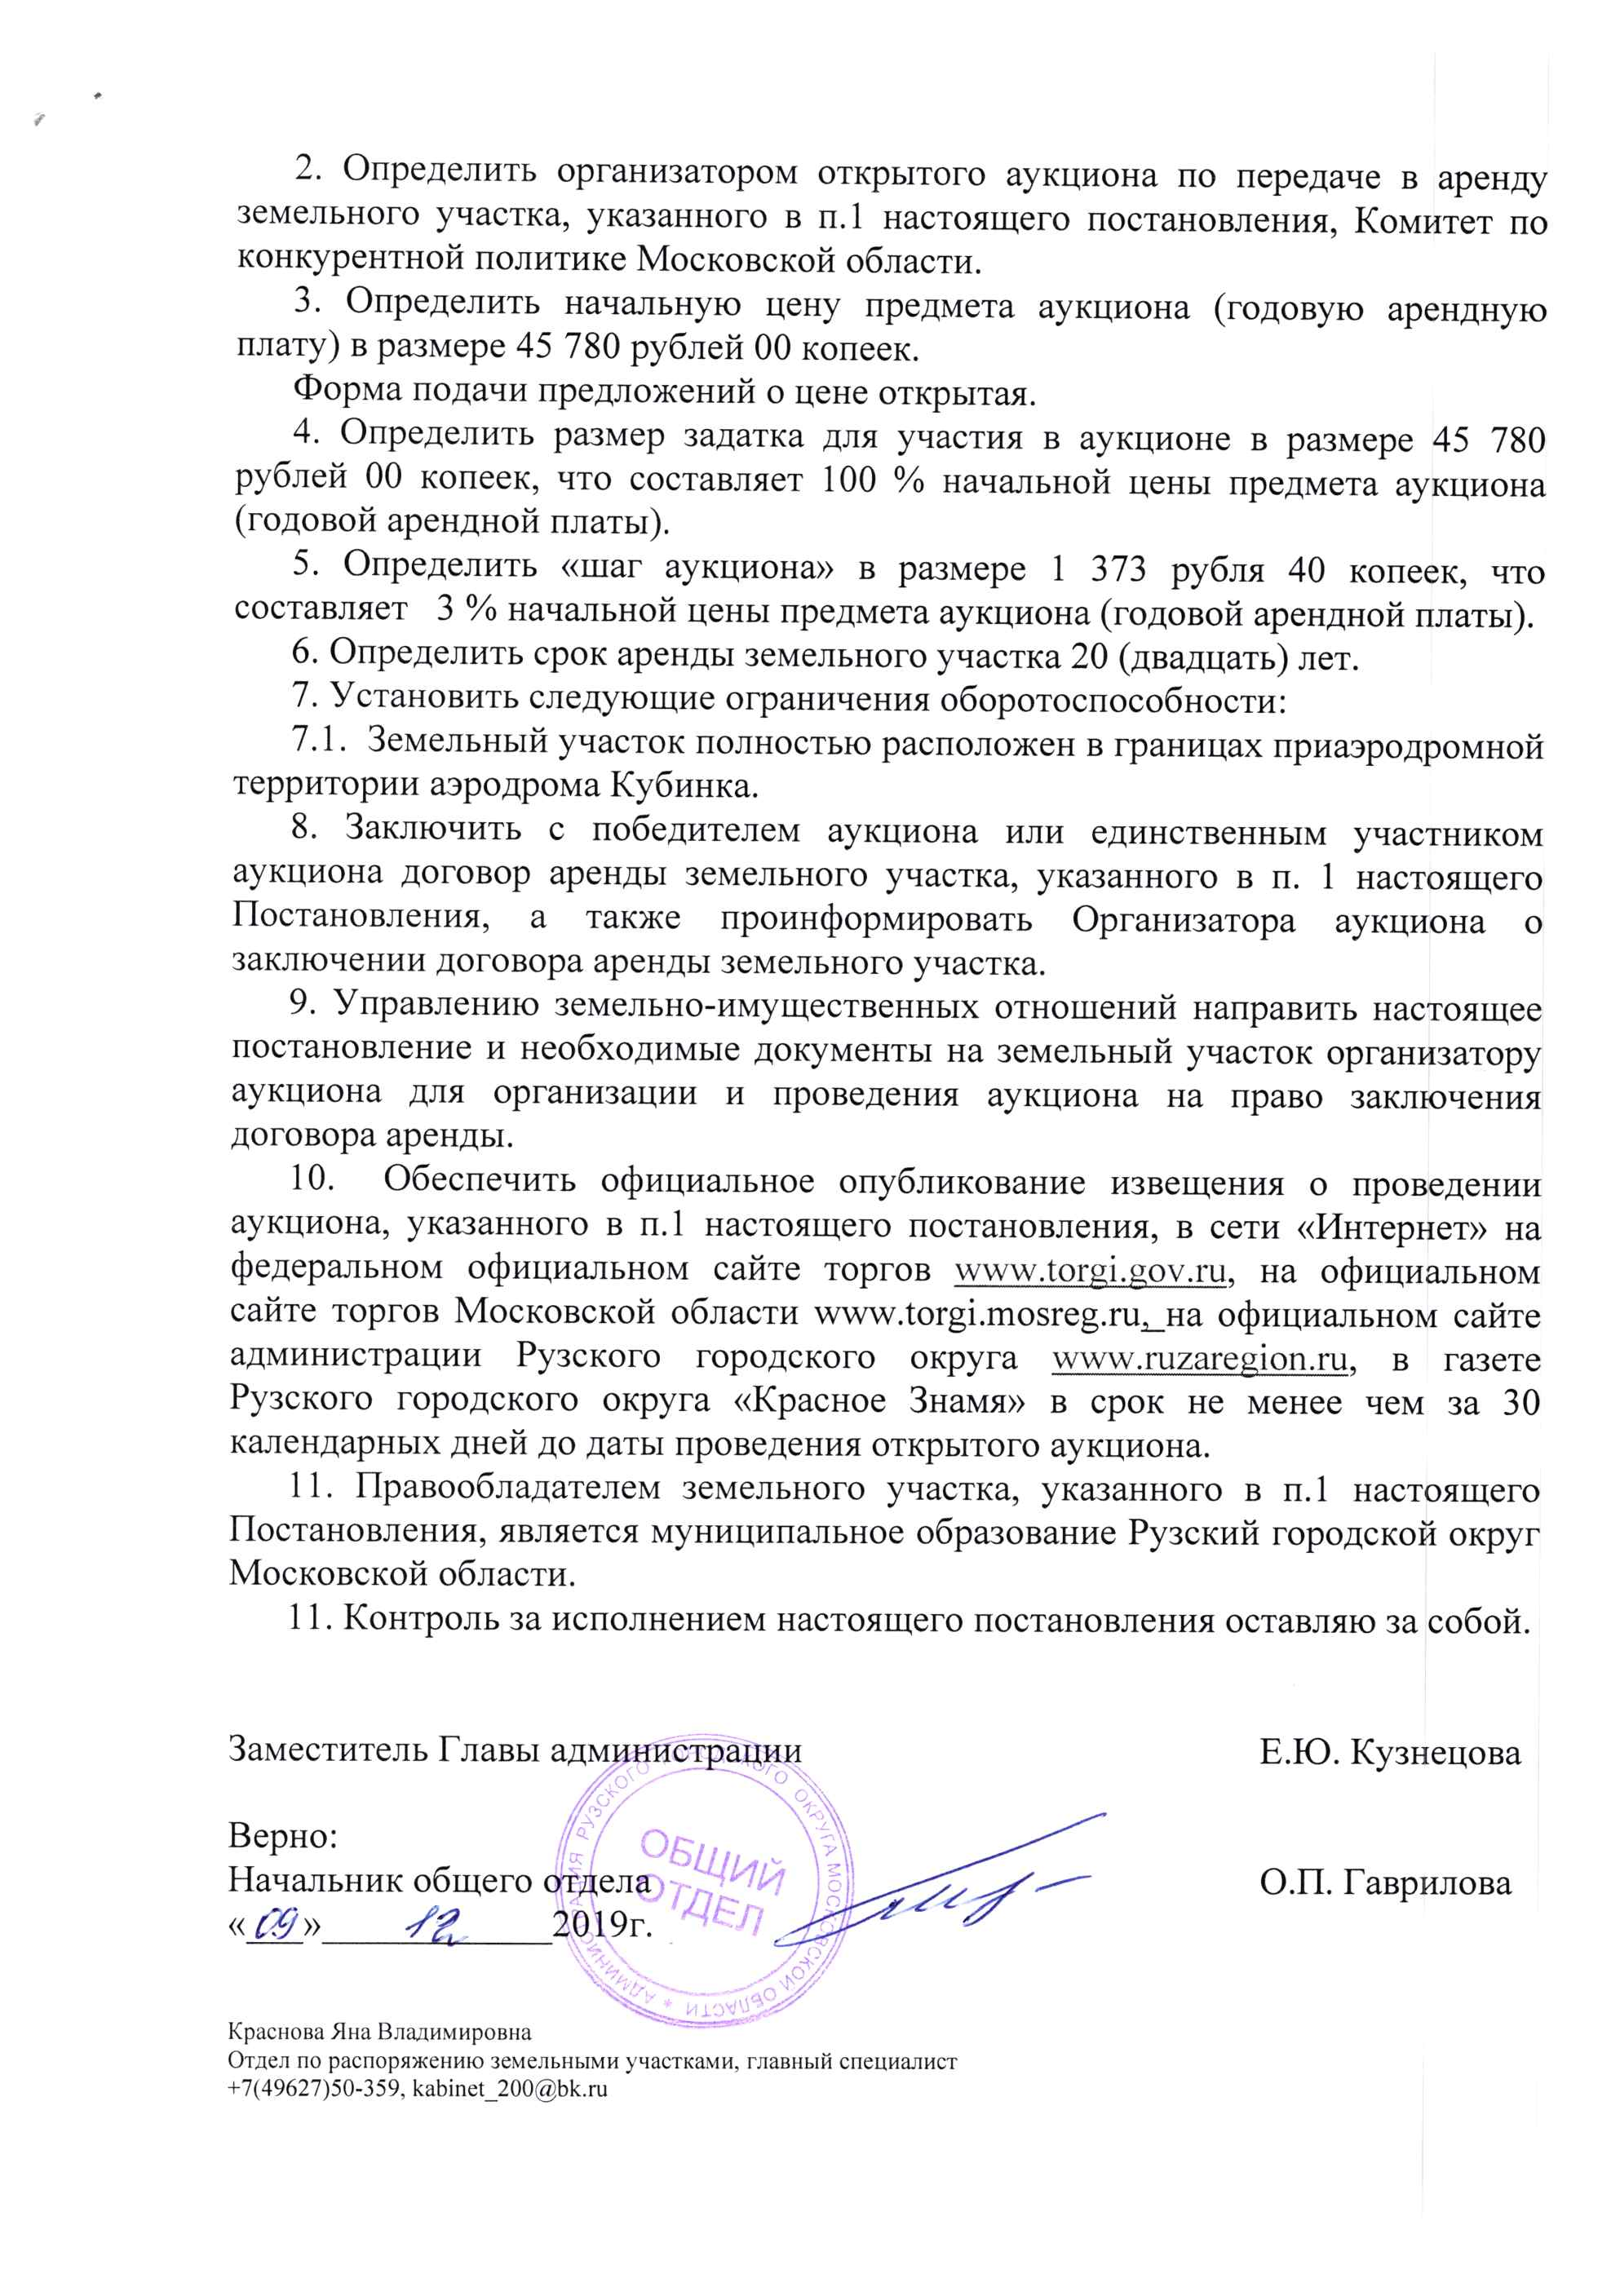 2. Определить организатором открытого аукциона по передаче в аренду
земельного участка, указанного в п.1 настоящего постановления, Комитет по
конкурентной политике Московской области.
3. Определить начальную цену предмета аукциона (годовую арендную
плату) в размере 45 780 рублей 00 копеек.
Форма подачи предложений о цене открытая.
4. Определить размер задатка для участия в аукционе в размере 45 780
рублей 00 копеек, что составляет 100 % начальной цены предмета аукциона
(годовой арендной платы).
5. Определить «шаг аукциона» в размере 1 373 рубля 40 копеек, что
составляет 3 % начальной цены предмета аукциона (годовой арендной платы).
6. Определить срок аренды земельного участка 20 (двадцать) лет.
7. Установить следующие ограничения оборотоспособности:
7.1. Земельный участок полностью расположен в границах приаэродромной
территории аэродрома Кубинка.
8. Заключить с победителем аукциона или единственным участником
аукциона договор аренды земельного участка, указанного в п. 1 настоящего
Постановления, а также проинформировать Организатора аукциона о
заключении договора аренды земельного участка.
9. Управлению земельно-имущественных отношений направить настоящее
постановление и необходимые документы на земельный участок организатору
аукциона для организации и проведения аукциона на право заключения
договора аренды.
10. Обеспечить официальное опубликование извещения о проведении
аукциона, указанного в п.1 настоящего постановления, в сети «Интернет» на
федеральном официальном сайте торгов www.torgi.gov.ru, на официальном
сайте торгов Московской области www.torgi.mosreg.ru, на официальном сайте
администрации Рузского городского округа www.ruzaregion.ru, в газете
Рузского городского округа «Красное Знамя» в срок не менее чем за 30
календарных дней до даты проведения открытого аукциона.
11. Правообладателем земельного участка, указанного в п.1 настоящего
Постановления, является муниципальное образование Рузский городской округ
Московской области.
11. Контроль за исполнением настоящего постановления оставляю за собой.
Заместитель Главы администрации Е.Ю. Кузнецова
Верно:
Начальник общего отдела О.П. Гаврилова
«09» 12 2019г.
АДМИНИСТРАЦИЯ РУЗСКОГО ГОРОДСКОГО ОКРУГА МОСКОВСКОЙ ОБЛАСТИ *
ОБЩИЙ
ОТДЕЛ
Краснова Яна Владимировна
Отдел по распоряжению земельными участками, главный специалист
+7(49627)50-359, kabinet_200@bk.ru